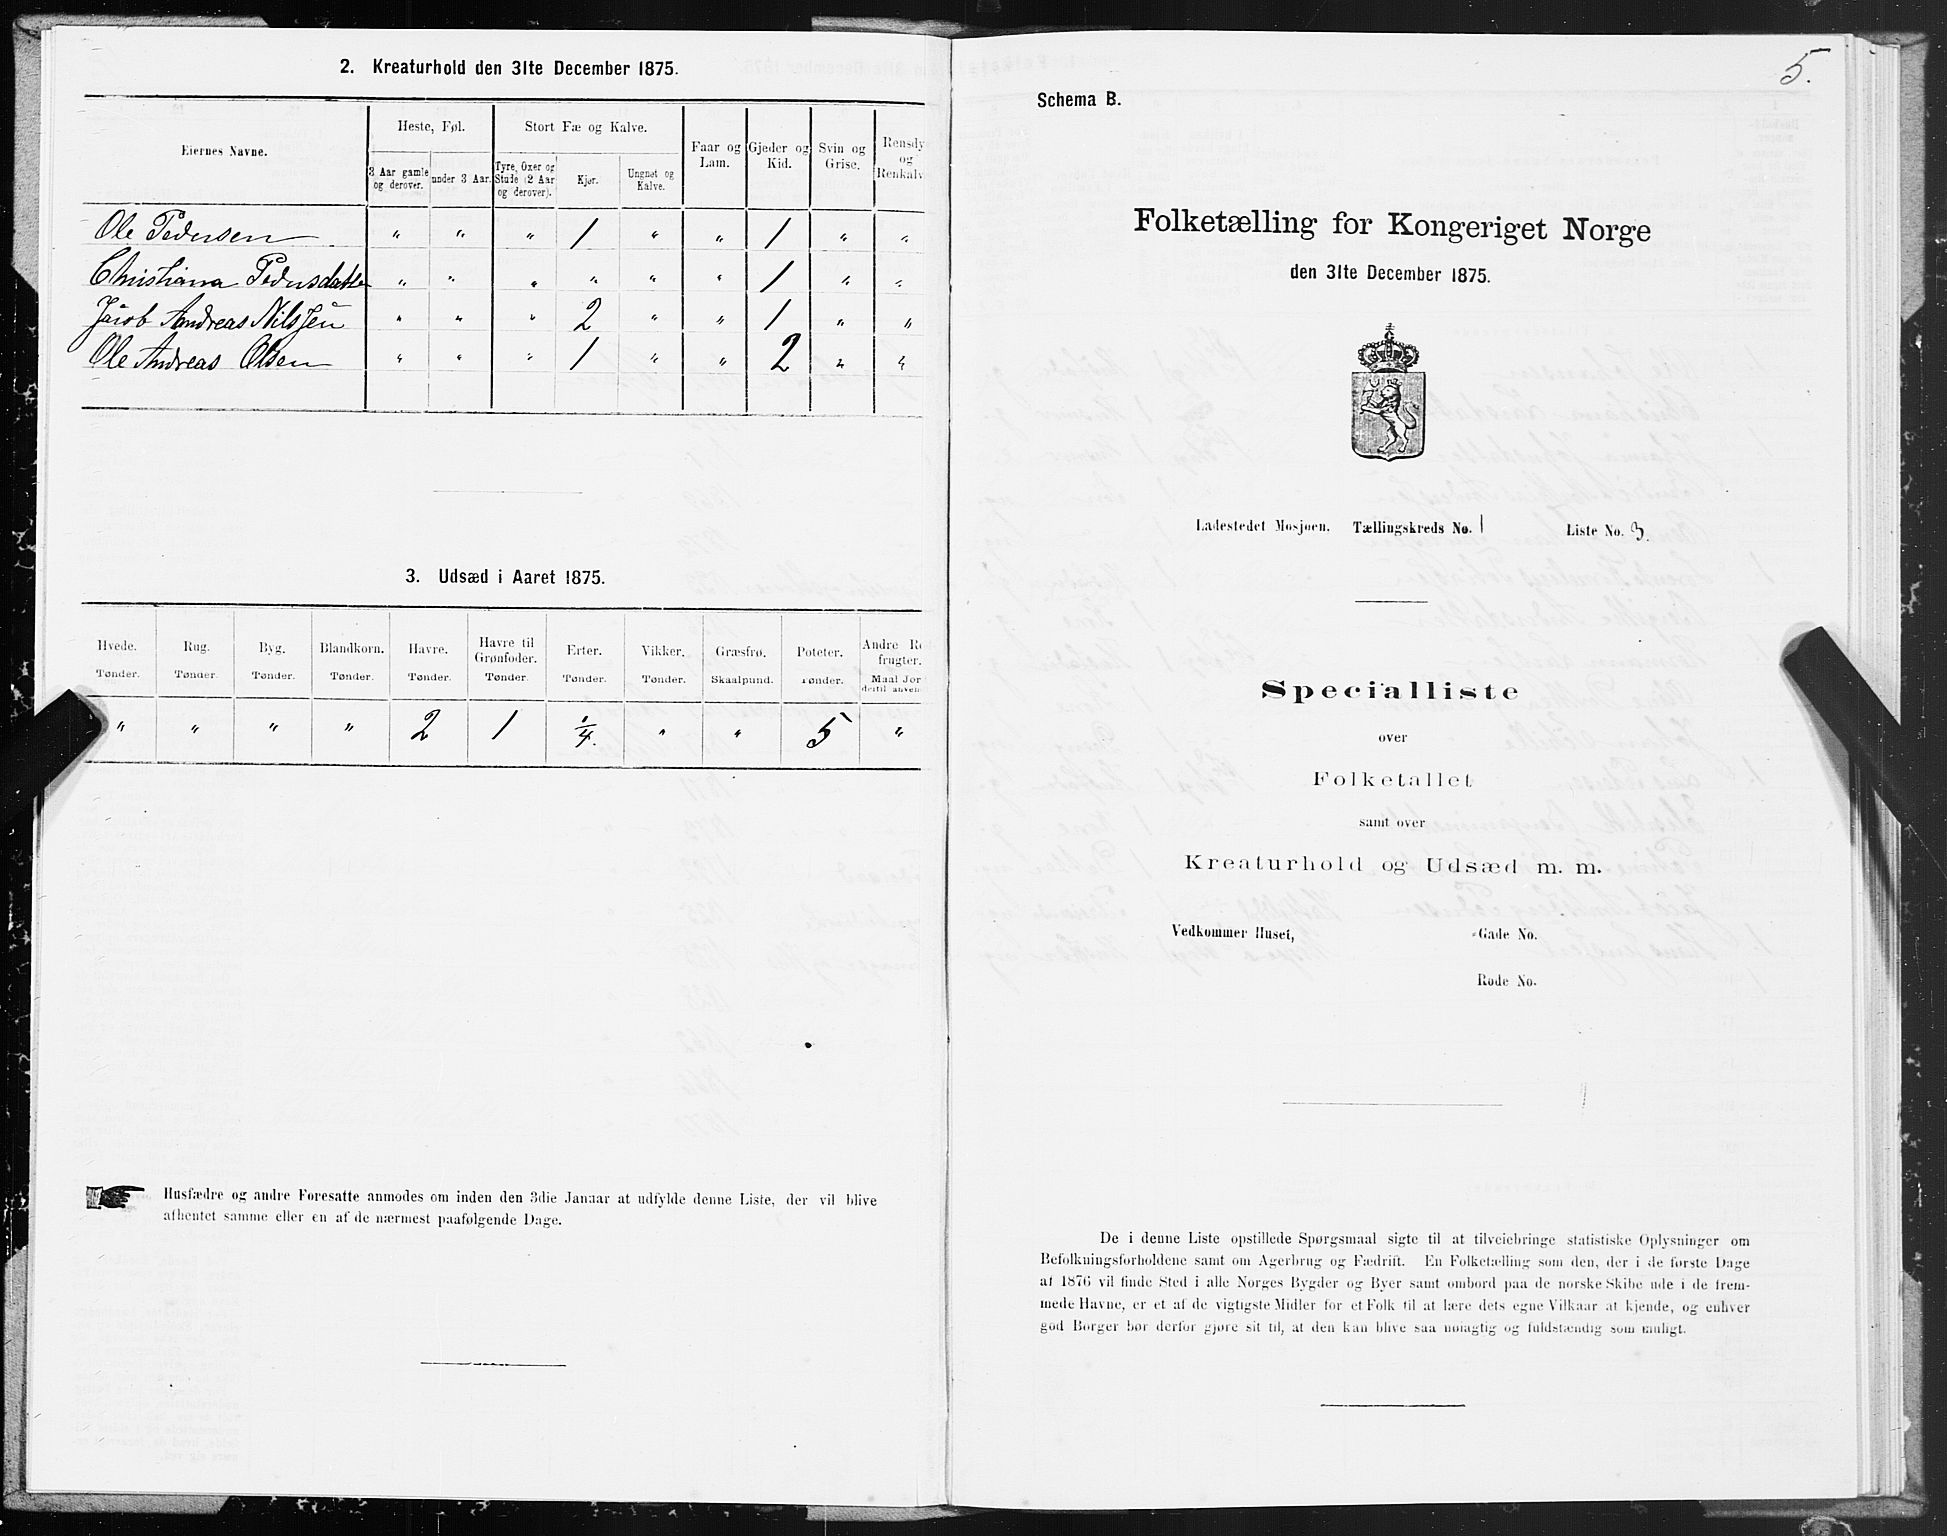 2. Kreaturhold den 31te December 1875.
Eiernes Navne. Heste, Føl. Stort Fæ og Kalve. Faar og Lam. Gjeder og Kid. Svin og Grise. Rensdy og Renkalv
3 Aar gamle og derover. under 3 Aar. Tyre, Oxer og Stude (2 Aar og derover). Kjør. Ungnøt og Kalve.
Ole Pedersen " " " 1 " " 1 " "
Christiana Pedersdatter " " " " " " 1 " "
Jacob Andreas Nilssen " " " 2 " " 1 " "
Ole Andreas Olsen " " " 1 " " 2 " "
3. Udsæd i Aaret 1875.
Hvede. Rug. Byg. Blandkorn. Havre. Havre til Grønfoder. Erter. Vikker. Græsfrø. Poteter. Andre Ro frugter.
Tønder. Tønder. Tønder. Tønder. Tønder. Tønder. Tønder. Tønder. Skaalpund. Tønder. Maal Jor dertil anven
" " " " 2 1 1/4. " " 5 "
Husfædre og andre Foresatte anmodes om inden den 3die Januar at udfylde denne Liste, der vil blive
afhentet samme eller en af de nærmest paafølgende Dage.
5.
Schema B.
Folketælling for Kongeriget Norge
den 31te December 1875.
Ladestedet Mosjøen. Tællingskreds No. 1 Liste No. 3.
Specialliste
over
Folketallet
samt over
Kreaturhold og Udsæd m. m.
Vedkommer Huset, Gade No.
Rode No.
De i denne Liste opstillede Spørgsmaal sigte til at tilveiebringe statistiske Oplysninger om
Befolkningsforholdene samt om Agerbrug og Fædrift. En Folketælling som den, der i de første Dage
af 1876 vil finde Sted i alle Norges Bygder og Byer samt ombord paa de norske Skibe ude i de frem-
mede Havne, er et af de vigtigste Midler for et Folk til at lære dets egne Vilkaar at kjende, og enhver
god Borger bør derfor gjøre sit til, at den kan blive saa nøiagtig og fuldstændig som muligt.